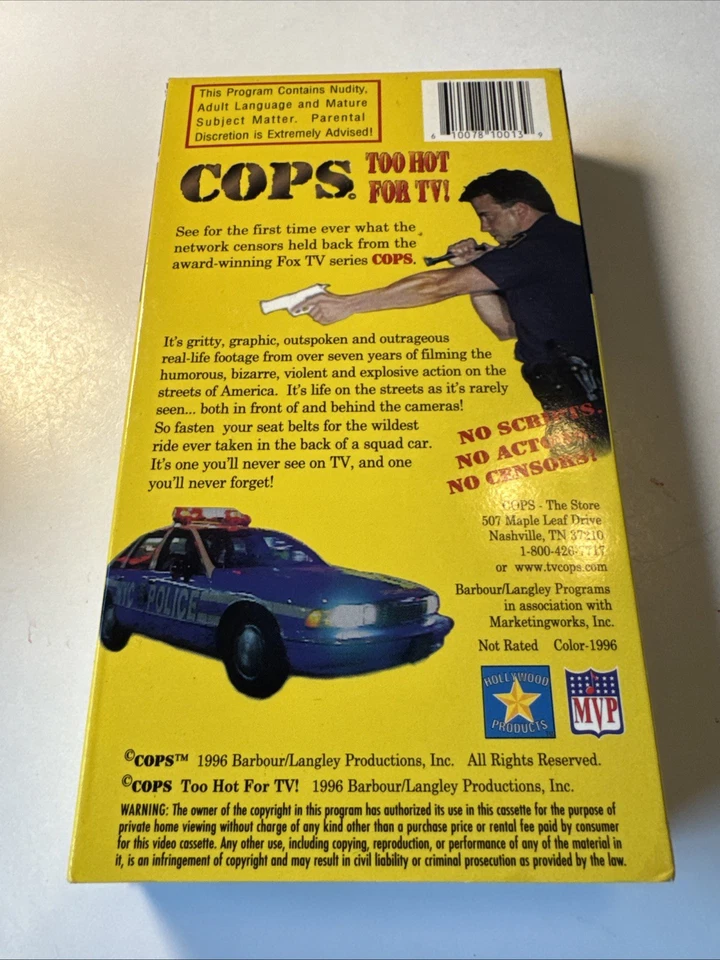 This Program Contains Nudity,
Adult Language and Mature
Subject Matter. Parental
Discretion is Extremely Advised!
6 10078 10013 9
COPS® TOO HOT
FOR TV!
See for the first time ever what the
network censors held back from the
award-winning Fox TV series COPS.
It's gritty, graphic, outspoken and outrageous
real-life footage from over seven years of filming the
humorous, bizarre, violent and explosive action on the
streets of America. It's life on the streets as it's rarely
seen... both in front of and behind the cameras!
So fasten your seat belts for the wildest
ride ever taken in the back of a squad car.
It's one you'll never see on TV, and one
you'll never forget!
NO SCRIPTS,
NO ACTORS,
NO CENSORS!
COPS - The Store
507 Maple Leaf Drive
Nashville, TN 37210
1-800-426-7717
or www.tvcops.com
Barbour/Langley Programs
in association with
Marketingworks, Inc.
Not Rated Color-1996
POLICE
HOLLYWOOD
PRODUCTS
MVP
©COPS™ 1996 Barbour/Langley Productions, Inc. All Rights Reserved.
©COPS Too Hot For TV! 1996 Barbour/Langley Productions, Inc.
WARNING: The owner of the copyright in this program has authorized its use in this cassette for the purpose of
private home viewing without charge of any kind other than a purchase price or rental fee paid by consumer
for this video cassette. Any other use, including copying, reproduction, or performance of any of the material in
it, is an infringement of copyright and may result in civil liability or criminal prosecution as provided by the law.